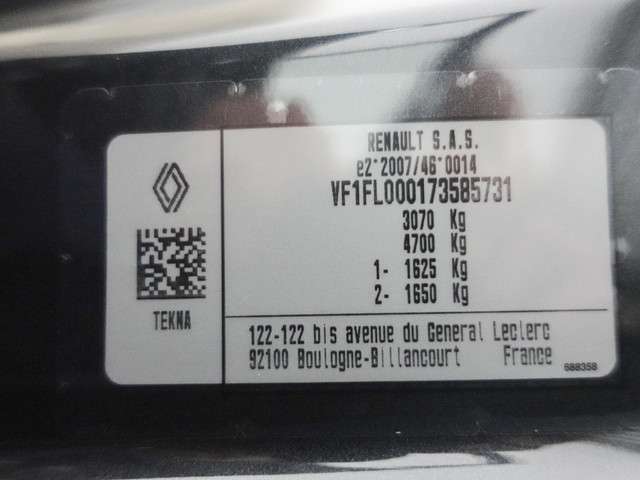 RENAULT S.A.S.
e2*2007/46*0014
VF1FL000173585731
3070 Kg
4700 Kg
1- 1625 Kg
2- 1650 Kg
TEKNA
122-122 bis avenue du General Leclerc
92100 Boulogne-Billancourt France
688358